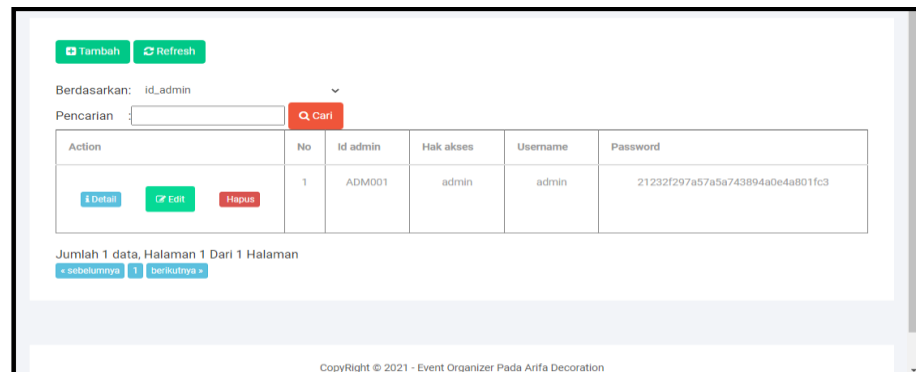 Tambah Refresh
Berdasarkan: id_admin
Pencarian : Cari
Action No Id admin Hak akses Username Password
Detail Edit Hapus 1 ADM001 admin admin 21232f297a57a5a743894a0e4a801fc3
Jumlah 1 data, Halaman 1 Dari 1 Halaman
« sebelumnya 1 berikutnya »
CopyRight © 2021 - Event Organizer Pada Arifa Decoration